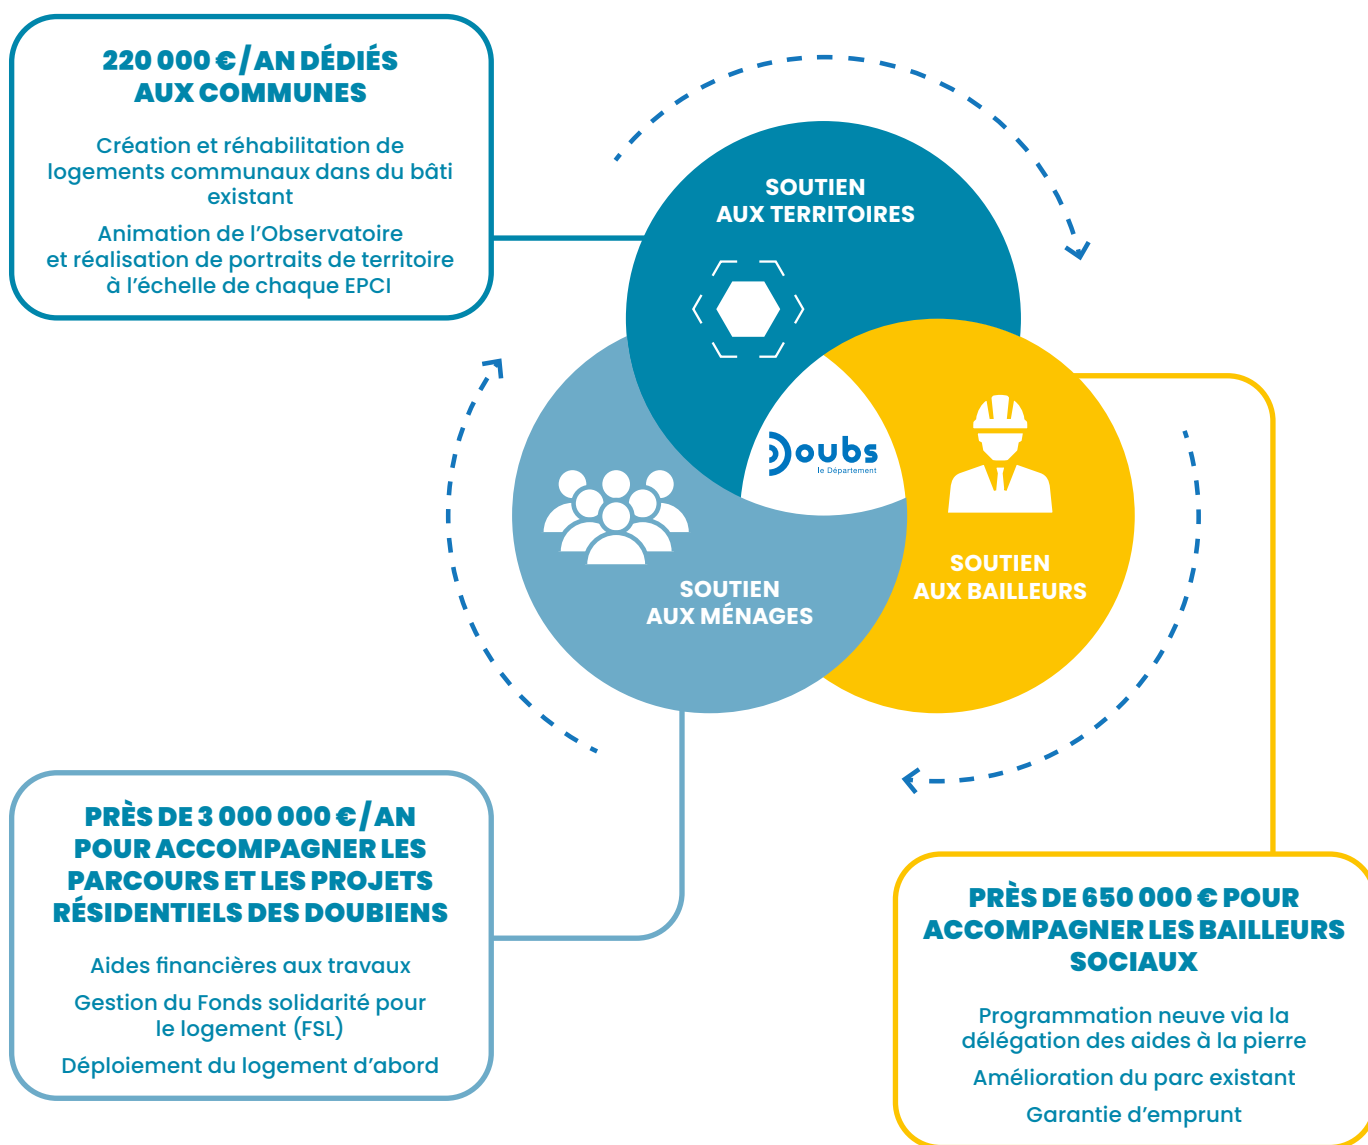 220 000 € / AN DÉDIÉS
AUX COMMUNES
Création et réhabilitation de
logements communaux dans du bâti
existant
Animation de l'Observatoire
et réalisation de portraits de territoire
à l'échelle de chaque EPCI
SOUTIEN
AUX TERRITOIRES
Doubs
le Département
SOUTIEN
AUX BAILLEURS
SOUTIEN
AUX MÉNAGES
PRÈS DE 3 000 000 € / AN
POUR ACCOMPAGNER LES
PARCOURS ET LES PROJETS
RÉSIDENTIELS DES DOUBIENS
Aides financières aux travaux
Gestion du Fonds solidarité pour
le logement (FSL)
Déploiement du logement d'abord
PRÈS DE 650 000 € POUR
ACCOMPAGNER LES BAILLEURS
SOCIAUX
Programmation neuve via la
délégation des aides à la pierre
Amélioration du parc existant
Garantie d'emprunt